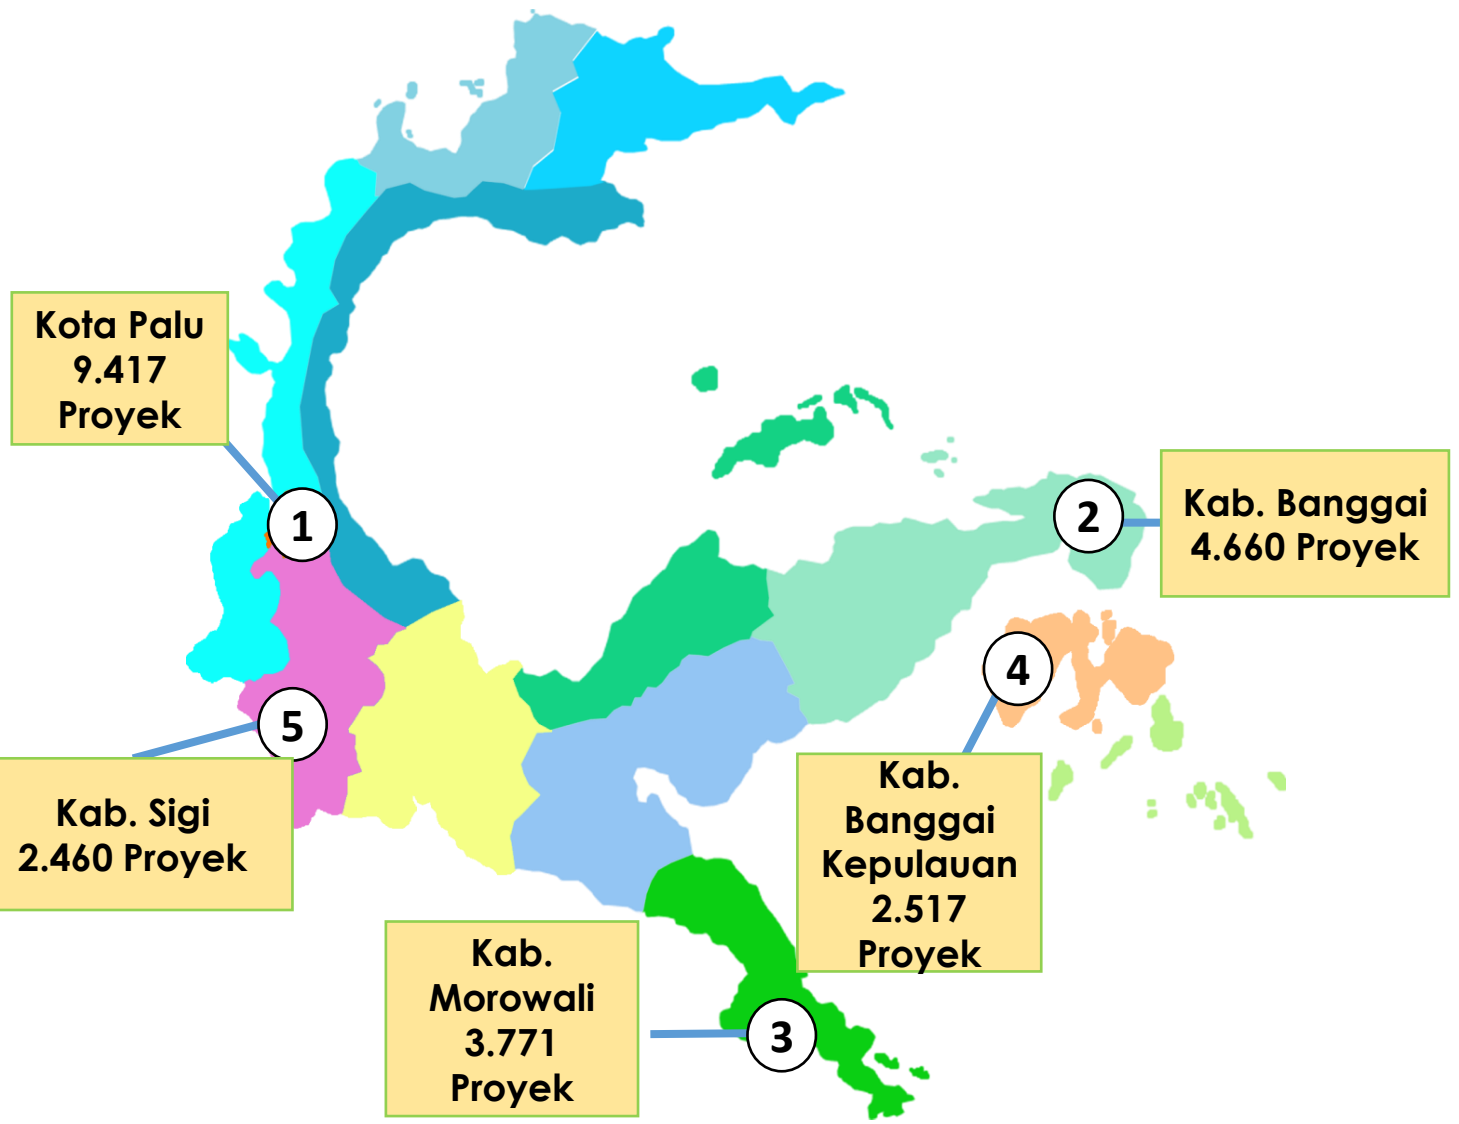 Kota Palu
9.417
Proyek
1
2
Kab. Banggai
4.660 Proyek
4
5
Kab. Sigi
2.460 Proyek
Kab.
Banggai
Kepulauan
2.517
Proyek
Kab.
Morowali
3.771
Proyek
3